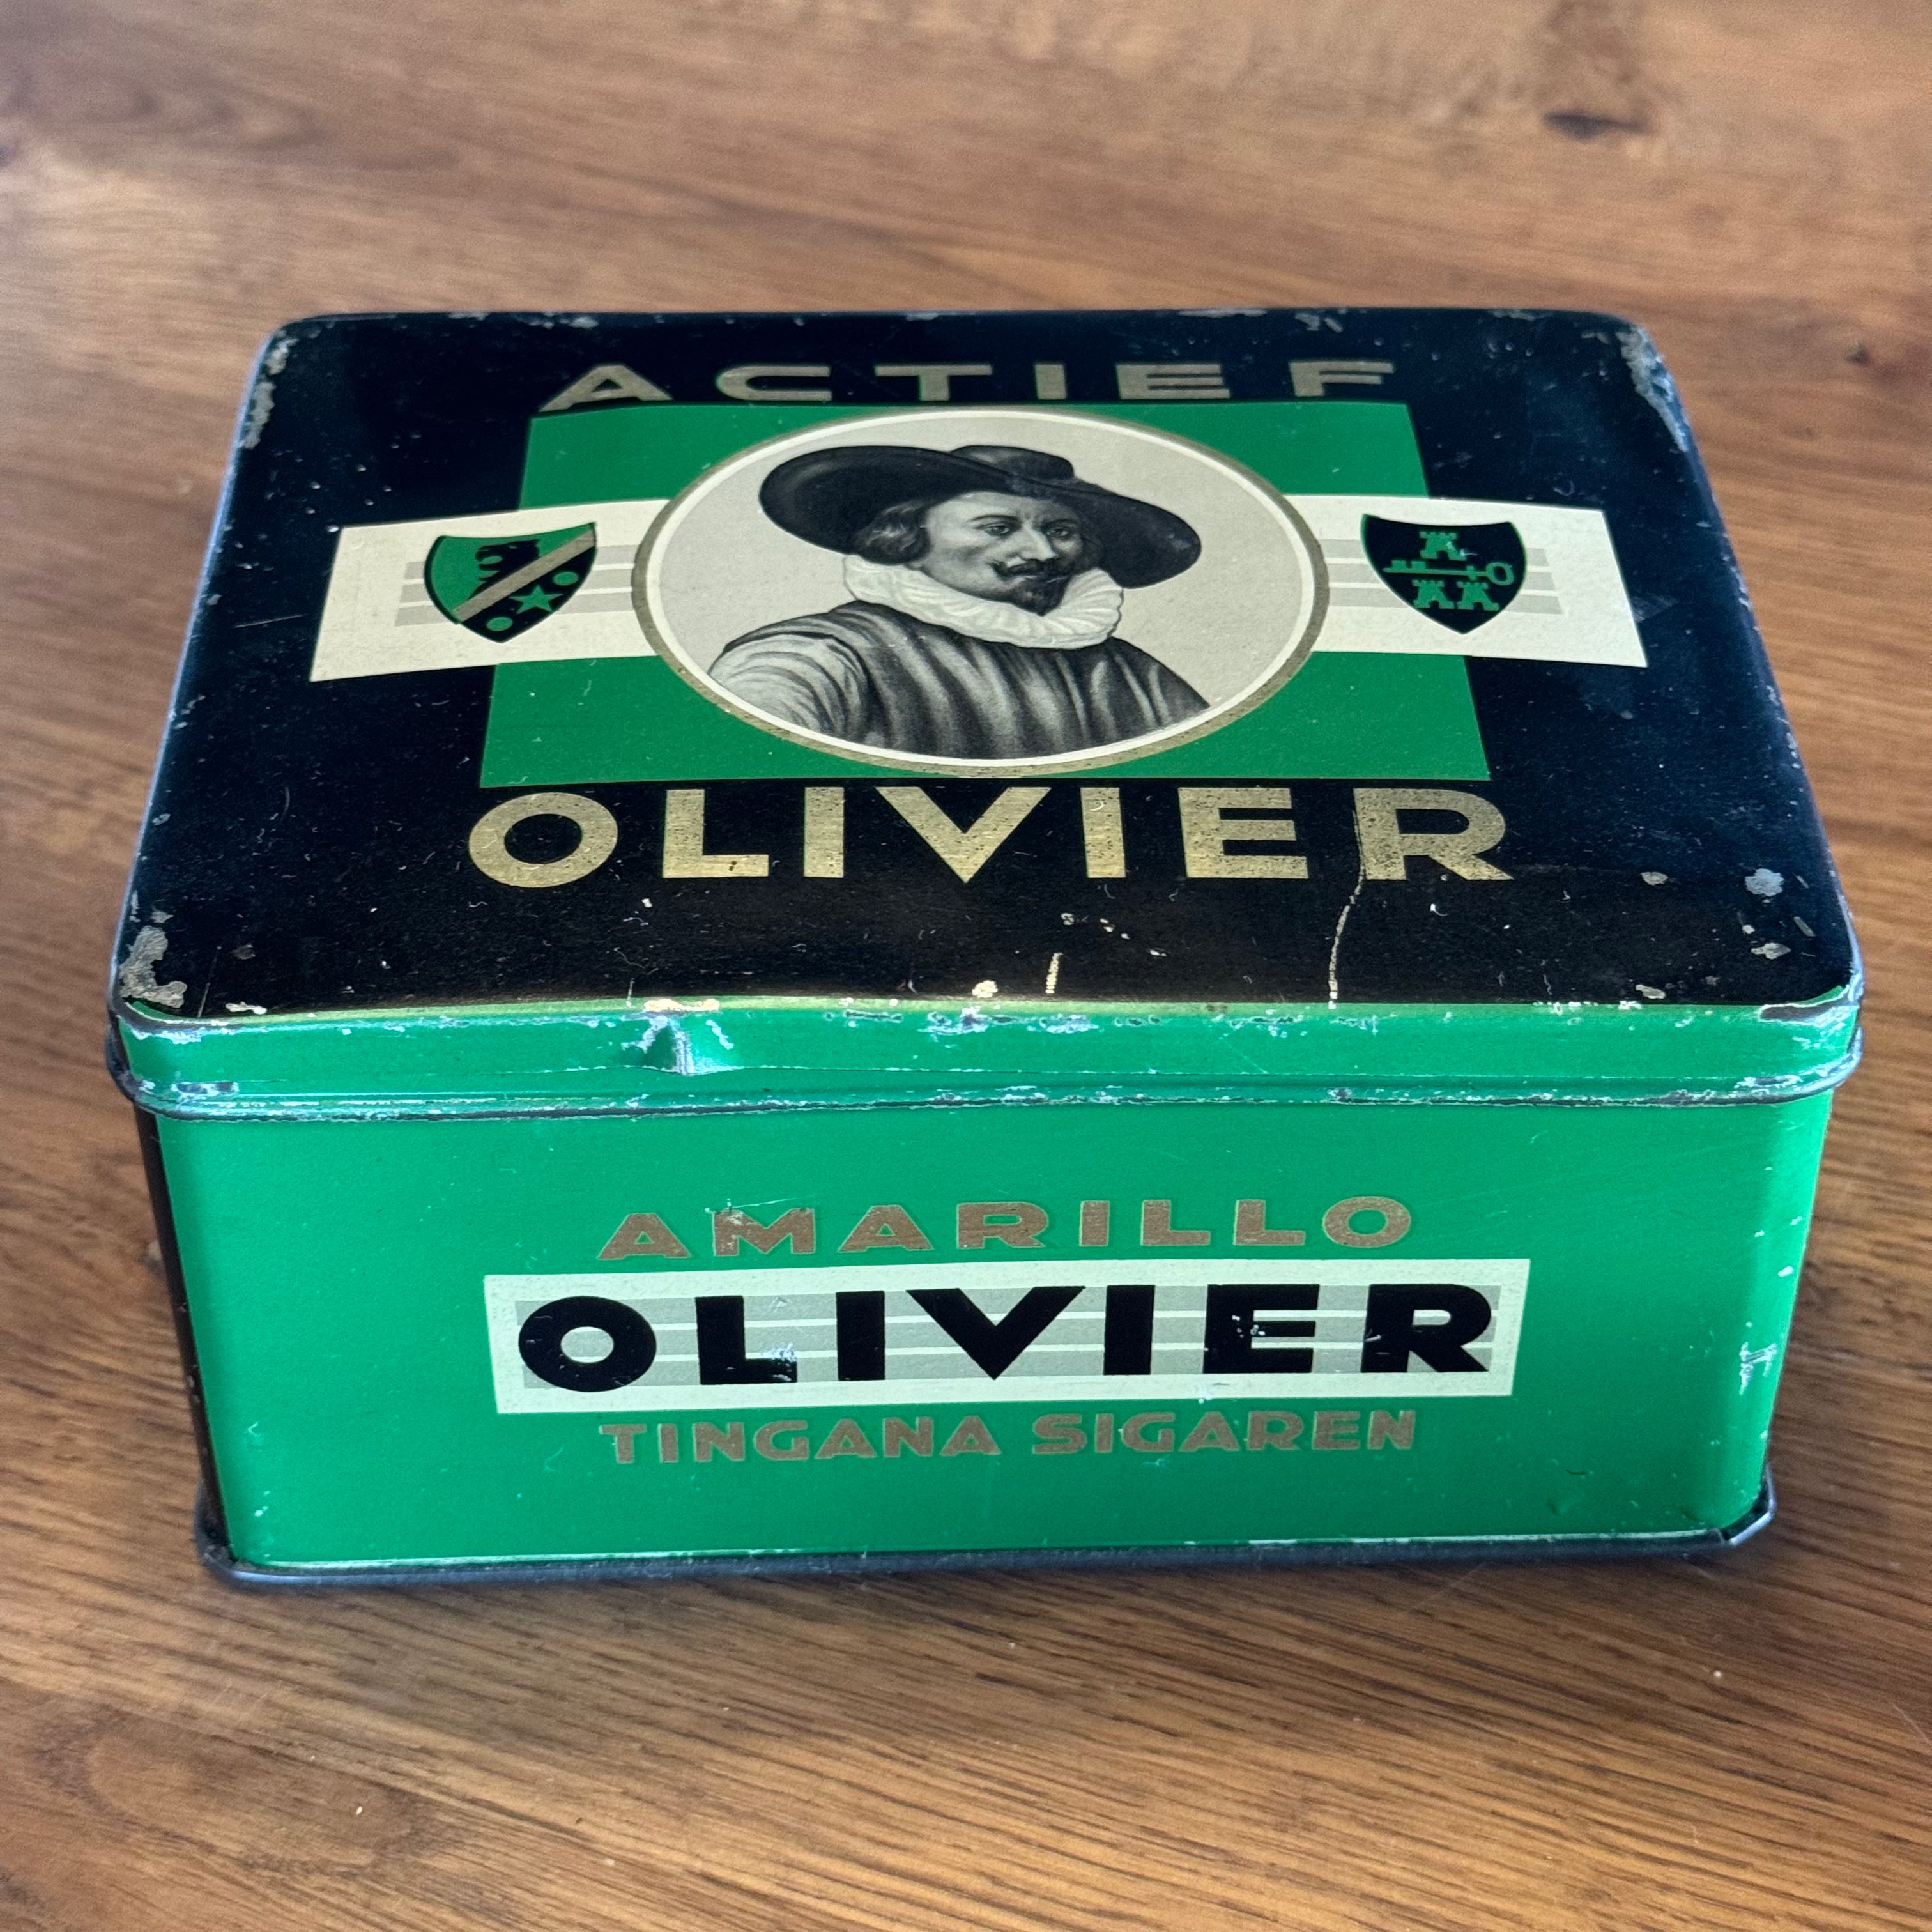 ACTIEF
OLIVIER
AMARILLO
OLIVIER
TINGANA SIGAREN